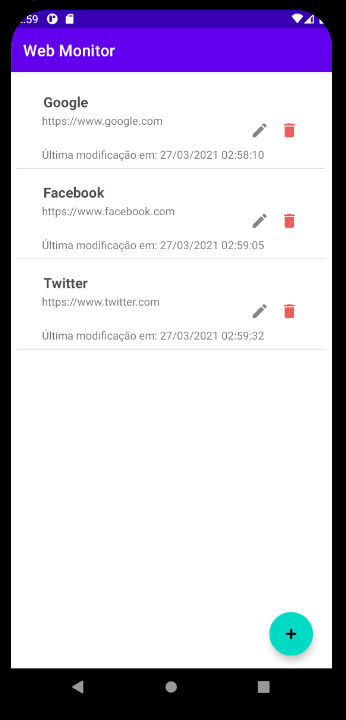 :59
Web Monitor
Google
https://www.google.com
Última modificação em: 27/03/2021 02:58:10
Facebook
https://www.facebook.com
Última modificação em: 27/03/2021 02:59:05
Twitter
https://www.twitter.com
Última modificação em: 27/03/2021 02:59:32
+